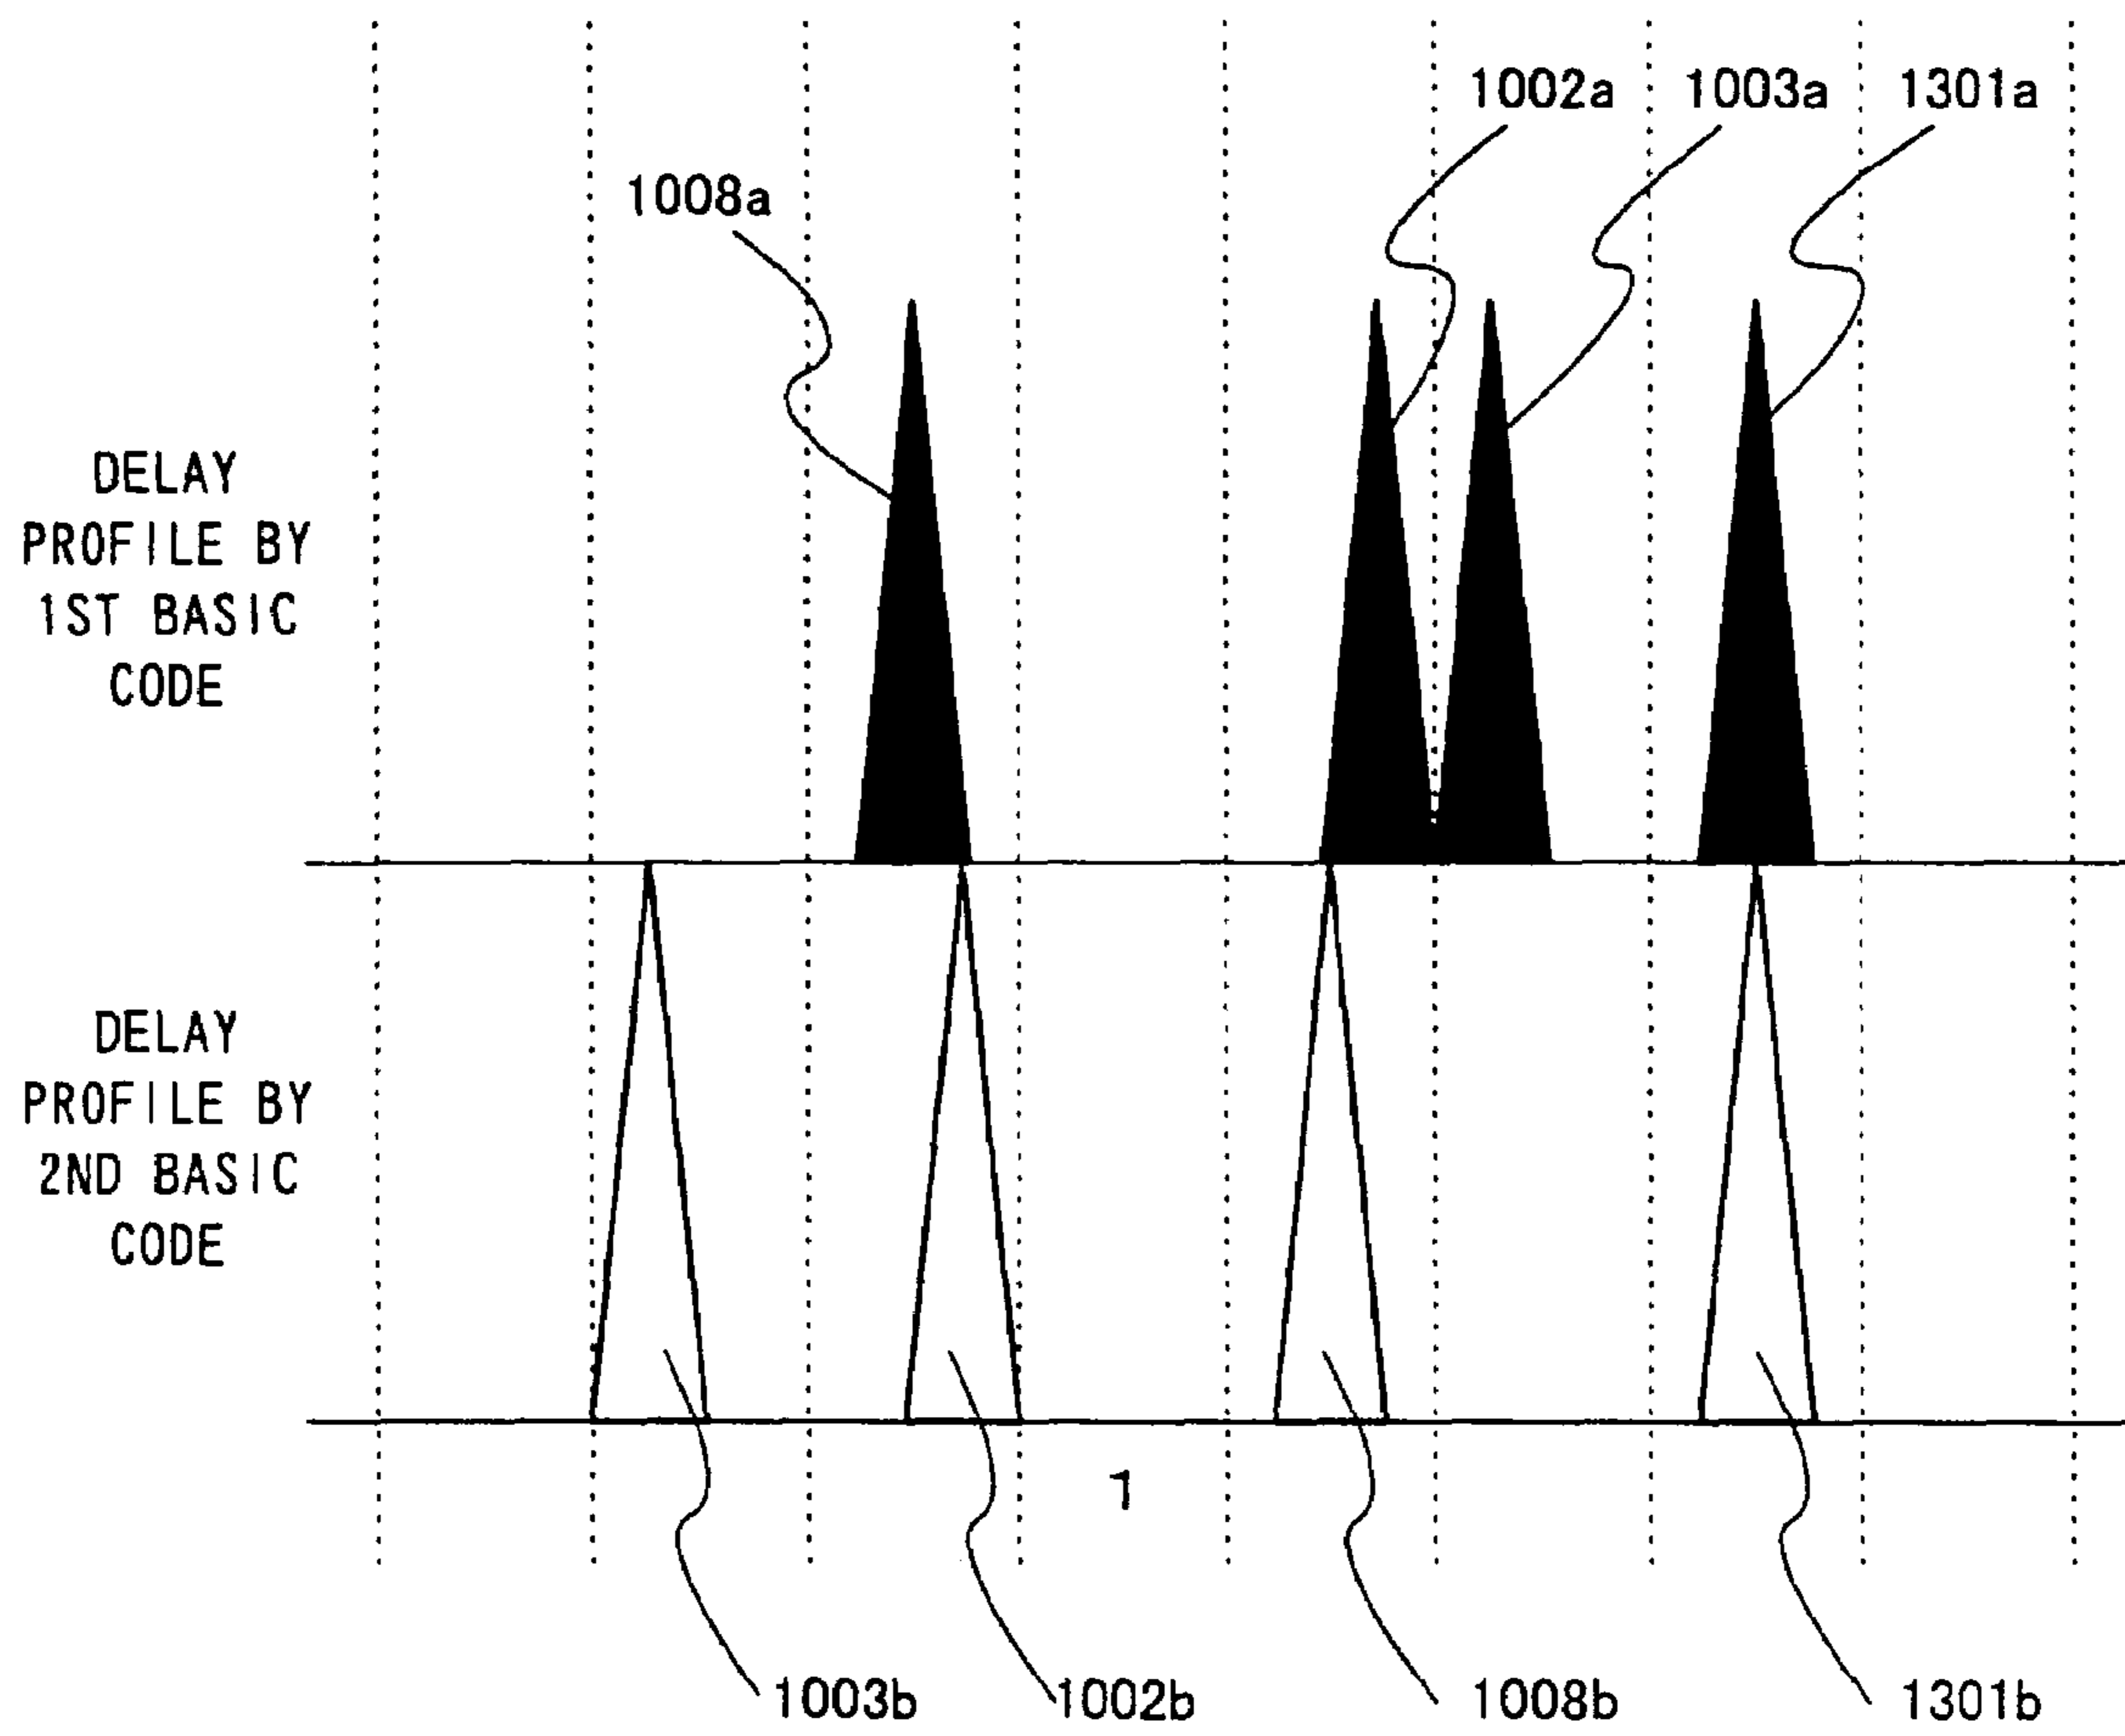 1002a
1003a
1301a
1008a
DELAY
PROFILE BY
1ST BASIC
CODE
DELAY
PROFILE BY
2ND BASIC
CODE
1
1003b
1002b
1008b
1301b